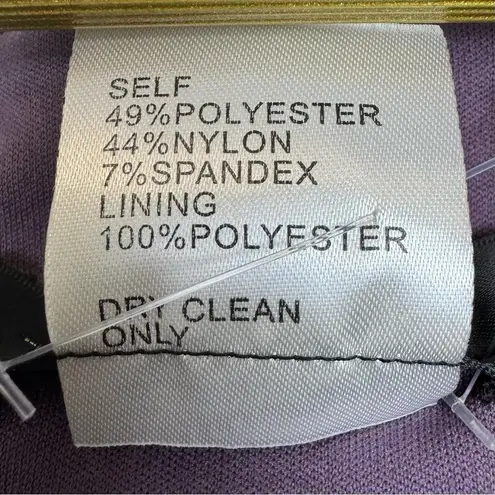 SELF
49%POLYESTER
44%NYLON
7%SPANDEX
LINING
100%POLYESTER
DRY CLEAN
ONLY